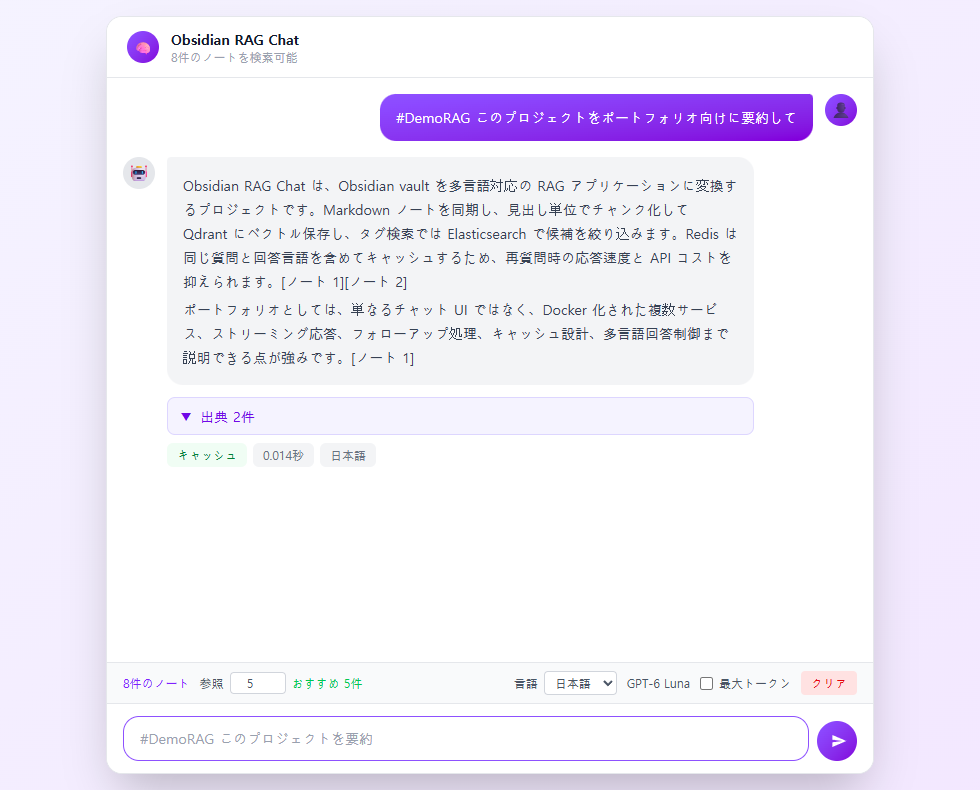 Obsidian RAG Chat
8件のノートを検索可能
#DemoRAG このプロジェクトをポートフォリオ向けに要約して
Obsidian RAG Chat は、Obsidian vault を多言語対応の RAG アプリケーションに変換す
るプロジェクトです。Markdown ノートを同期し、見出し単位でチャンク化して
Qdrant にベクトル保存し、タグ検索では Elasticsearch で候補を絞り込みます。Redis は
同じ質問と回答言語を含めてキャッシュするため、再質問時の応答速度と API コストを
抑えられます。[ノート 1][ノート 2]
ポートフォリオとしては、単なるチャット UI ではなく、Docker 化された複数サービ
ス、ストリーミング応答、フォローアップ処理、キャッシュ設計、多言語回答制御まで
説明できる点が強みです。[ノート 1]
▼ 出典 2件
キャッシュ 0.014秒 日本語
8件のノート 参照 5 おすすめ 5件 言語 日本語 GPT-6 Luna 最大トークン クリア
#DemoRAG このプロジェクトを要約